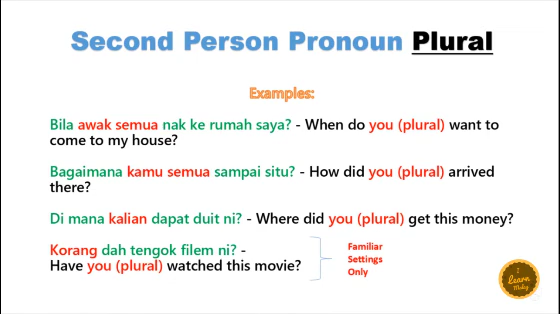 Second Person Pronoun Plural
Examples:
Bila awak semua nak ke rumah saya? - When do you (plural) want to
come to my house?
Bagaimana kamu semua sampai situ? - How did you (plural) arrived
there?
Di mana kalian dapat duit ni? - Where did you (plural) get this money?
Korang dah tengok filem ni? -
Have you (plural) watched this movie?
Familiar
Settings
Only
I
Learn
Malay